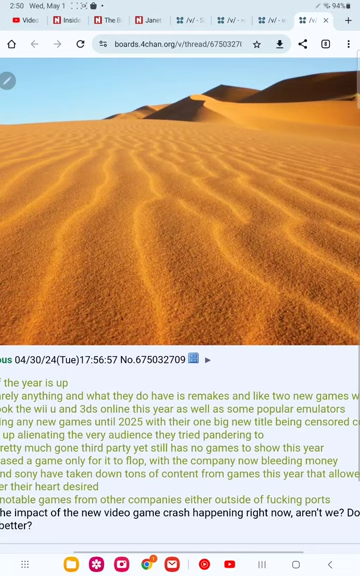 2:50 Wed, May 1
94%
Video
Inside
The B
Janet
/v/ - S
/v/ -
/v/ -
/v/
boards.4chan.org/v/thread/6750327
8
ous 04/30/24(Tue)17:56:57 No.675032709
f the year is up
arely anything and what they do have is remakes and like two new games w
ook the wii u and 3ds online this year as well as some popular emulators
ing any new games until 2025 with their one big new title being censored c
up alienating the very audience they tried pandering to
retty much gone third party yet still has no games to show this year
ased a game only for it to flop, with the company now bleeding money
nd sony have taken down tons of content from games this year that allowe
er their heart desired
notable games from other companies either outside of fucking ports
the impact of the new video game crash happening right now, aren't we? Do
better?
1